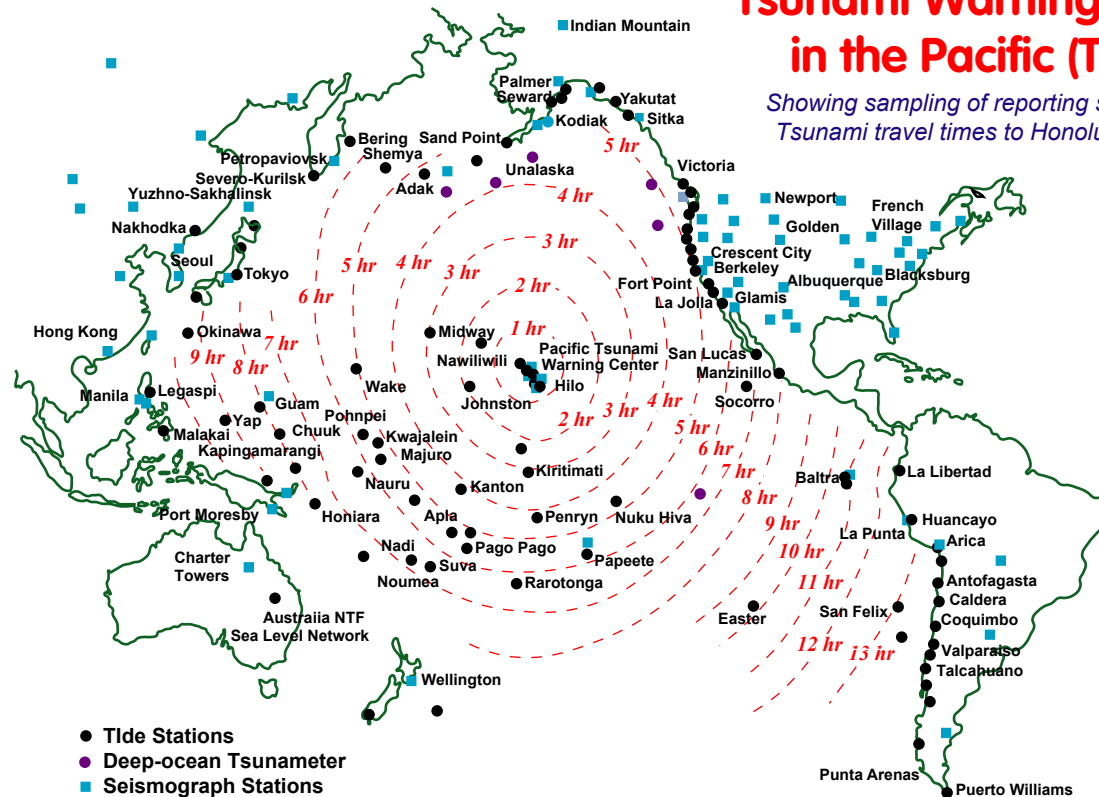 Tsunami Warning
in the Pacific (T
Showing sampling of reporting s
Tsunami travel times to Honolu
Indian Mountain
Palmer
Seward
Yakutat
Sitka
Kodiak
Bering
Sand Point
Shemya
5 hr
Victoria
Petropaviovsk
Unalaska
Severo-Kurilsk
Adak
Yuzhno-Sakhalinsk
4 hr
Newport
French
Village
Nakhodka
Golden
3 hr
Seoul
Crescent City
Tokyo
5 hr
4 hr
3 hr
Berkeley
Blacksburg
Fort Point
Albuquerque
6 hr
2 hr
La Jolla
Glamis
Hong Kong
Okinawa
Midway
1 hr
9 hr
8 hr
7 hr
Nawiliwili
Pacific Tsunami
Warning Center
San Lucas
Manzinillo
Wake
Hilo
Socorro
Manila
Legaspi
Guam
Johnston
Pohnpei
2 hr
3 hr
4 hr
Yap
5 hr
Malakai
Chuuk
Kwajalein
6 hr
Kapingamarangi
Majuro
7 hr
Kiritimati
La Libertad
Nauru
Baltra
Kanton
8 hr
Port Moresby
Honiara
Apla
Penryn
Nuku Hiva
9 hr
Huancayo
La Punta
Arica
Nadi
Pago Pago
10 hr
Charter
Towers
Suva
Papeete
Noumea
Rarotonga
11 hr
Antofagasta
Caldera
Austraiia NTF
Sea Level Network
Easter
San Felix
Coquimbo
12 hr
13 hr
Valparaiso
Talcahuano
Wellington
TIde Stations
Deep-ocean Tsunameter
Seismograph Stations
Punta Arenas
Puerto Williams